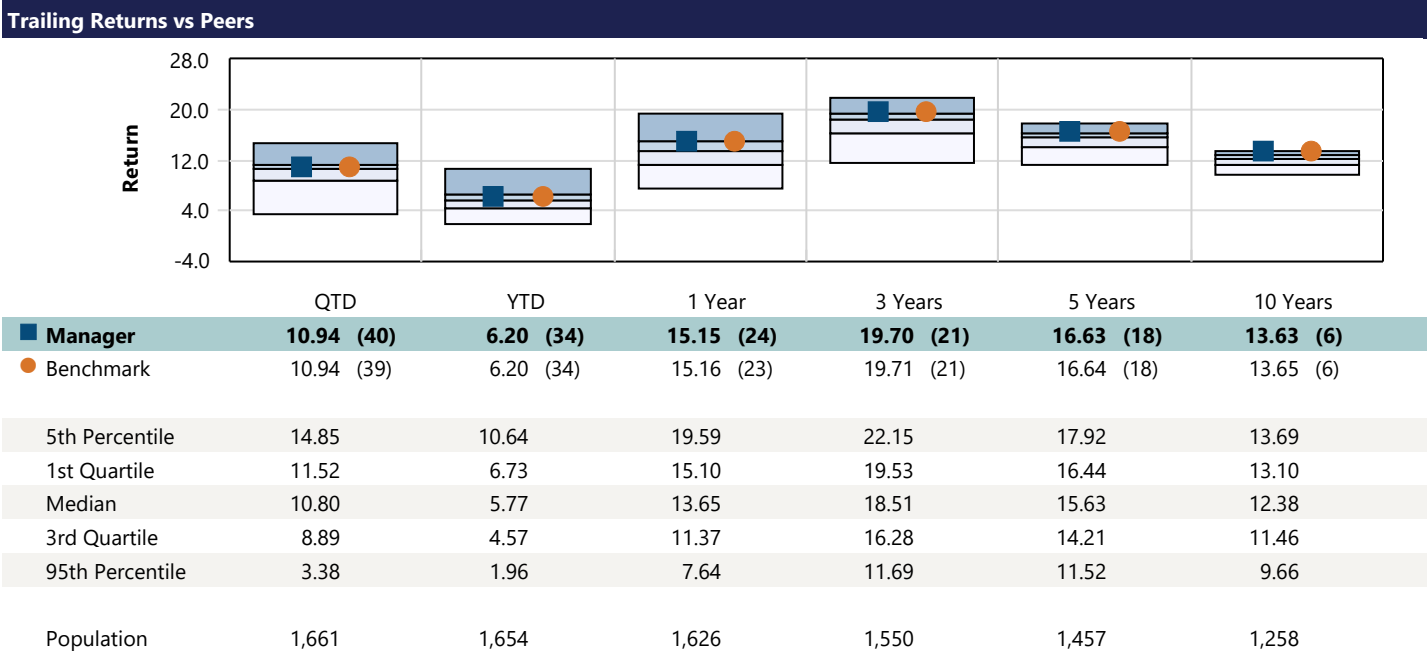 Trailing Returns vs Peers
28.0
20.0
12.0
4.0
-4.0
Return
QTD YTD 1 Year 3 Years 5 Years 10 Years
Manager 10.94 (40) 6.20 (34) 15.15 (24) 19.70 (21) 16.63 (18) 13.63 (6)
Benchmark 10.94 (39) 6.20 (34) 15.16 (23) 19.71 (21) 16.64 (18) 13.65 (6)
5th Percentile 14.85 10.64 19.59 22.15 17.92 13.69
1st Quartile 11.52 6.73 15.10 19.53 16.44 13.10
Median 10.80 5.77 13.65 18.51 15.63 12.38
3rd Quartile 8.89 4.57 11.37 16.28 14.21 11.46
95th Percentile 3.38 1.96 7.64 11.69 11.52 9.66
Population 1,661 1,654 1,626 1,550 1,457 1,258